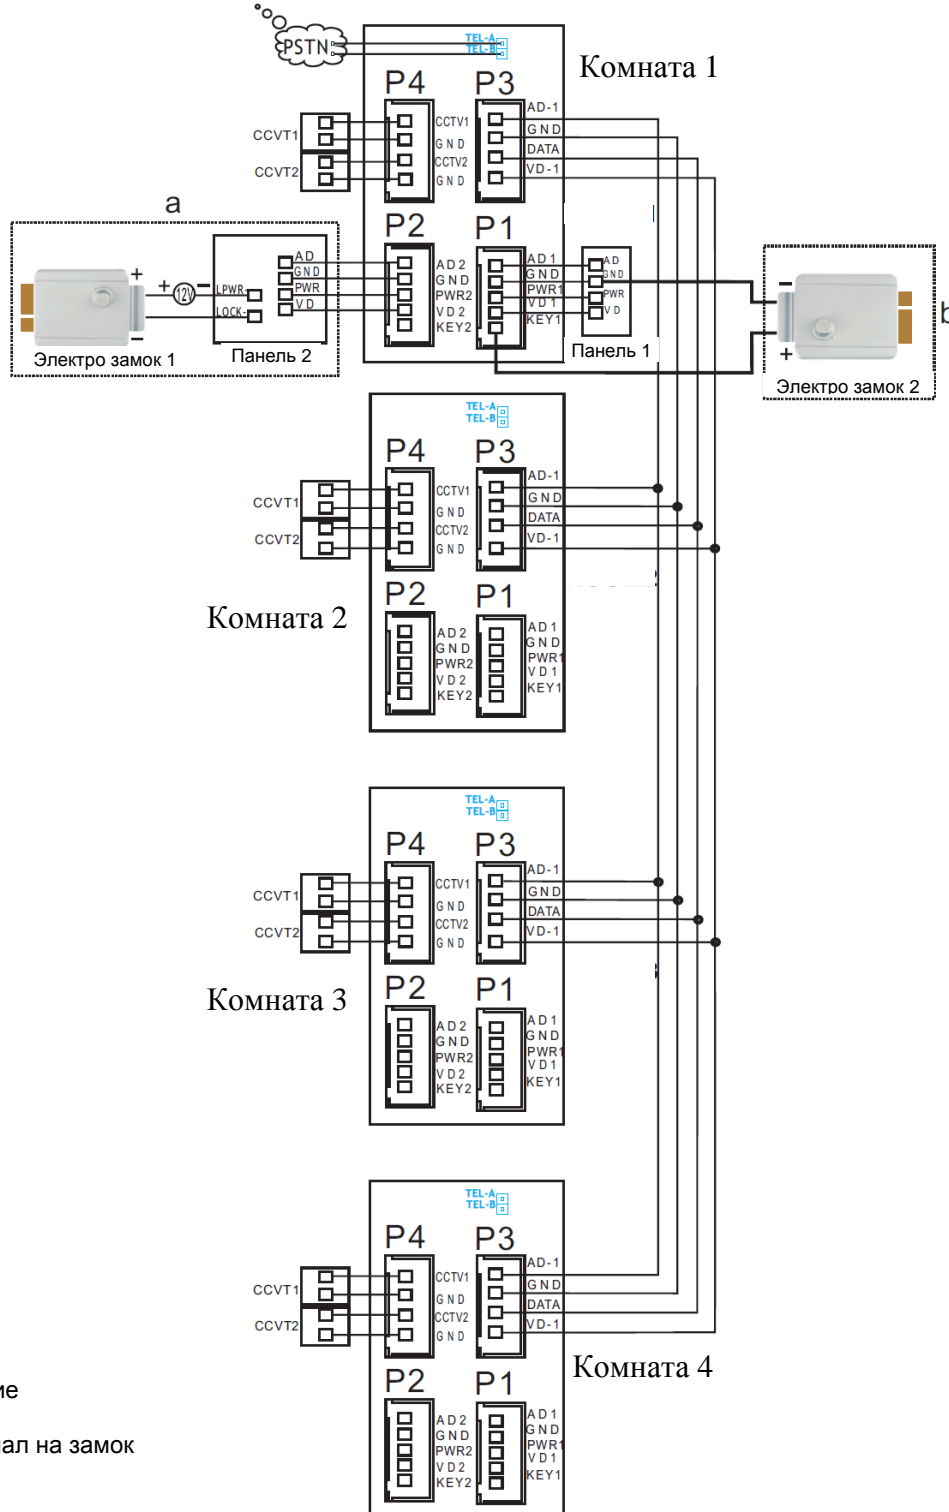 PSTN
TEL-A
TEL-B
Комната 1
P4
P3
CCVT1
CCVT2
CCTV1
GND
CCTV2
GND
AD-1
GND
DATA
VD-1
a
P2
P1
+
+
12V
–
–
LPWR-
LOCK-
AD
GND
PWR
VD
AD2
GND
PWR2
VD2
KEY2
AD1
GND
PWR1
VD1
KEY1
AD
GND
PWR
VD
–
+
b
Электро замок 1
Панель 2
Панель 1
Электро замок 2
TEL-A
TEL-B
P4
P3
CCVT1
CCVT2
CCTV1
GND
CCTV2
GND
AD-1
GND
DATA
VD-1
Комната 2
P2
P1
AD2
GND
PWR2
VD2
KEY2
AD1
GND
PWR1
VD1
KEY1
TEL-A
TEL-B
P4
P3
CCVT1
CCVT2
CCTV1
GND
CCTV2
GND
AD-1
GND
DATA
VD-1
Комната 3
P2
P1
AD2
GND
PWR2
VD2
KEY2
AD1
GND
PWR1
VD1
KEY1
TEL-A
TEL-B
P4
P3
CCVT1
CCVT2
CCTV1
GND
CCTV2
GND
AD-1
GND
DATA
VD-1
Комната 4
P2
P1
AD2
GND
PWR2
VD2
KEY2
AD1
GND
PWR1
VD1
KEY1
ие
ал на замок